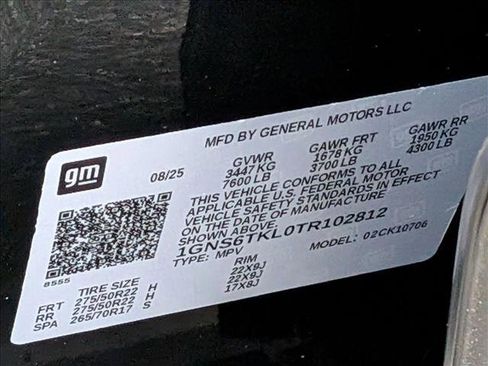 MFD BY GENERAL MOTORS LLC
gm
08/25
GVWR GAWR FRT GAWR RR
3447 KG 1678 KG 1950 KG
7600 LB 3700 LB 4300 LB
THIS VEHICLE CONFORMS TO ALL
APPLICABLE U.S. FEDERAL MOTOR
VEHICLE SAFETY STANDARDS IN EFFECT
ON THE DATE OF MANUFACTURE
SHOWN ABOVE.
1GNS6TKL0TR102812
TYPE: MPV MODEL: 02CK10706
8555
TIRE SIZE RIM
FRT 275/50R22 H 22X9J
RR 275/50R22 H 22X9J
SPA 265/70R17 S 17X8J